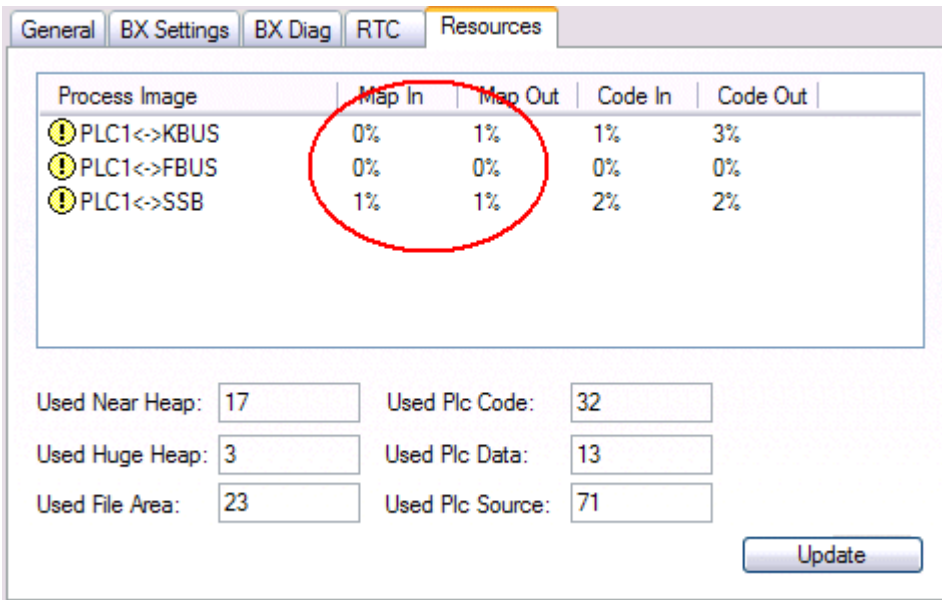 General BX Settings BX Diag RTC Resources
Process Image Map In Map Out Code In Code Out
PLC1<->KBUS 0% 1% 1% 3%
PLC1<->FBUS 0% 0% 0% 0%
PLC1<->SSB 1% 1% 2% 2%
Used Near Heap: 17 Used Plc Code: 32
Used Huge Heap: 3 Used Plc Data: 13
Used File Area: 23 Used Plc Source: 71
Update